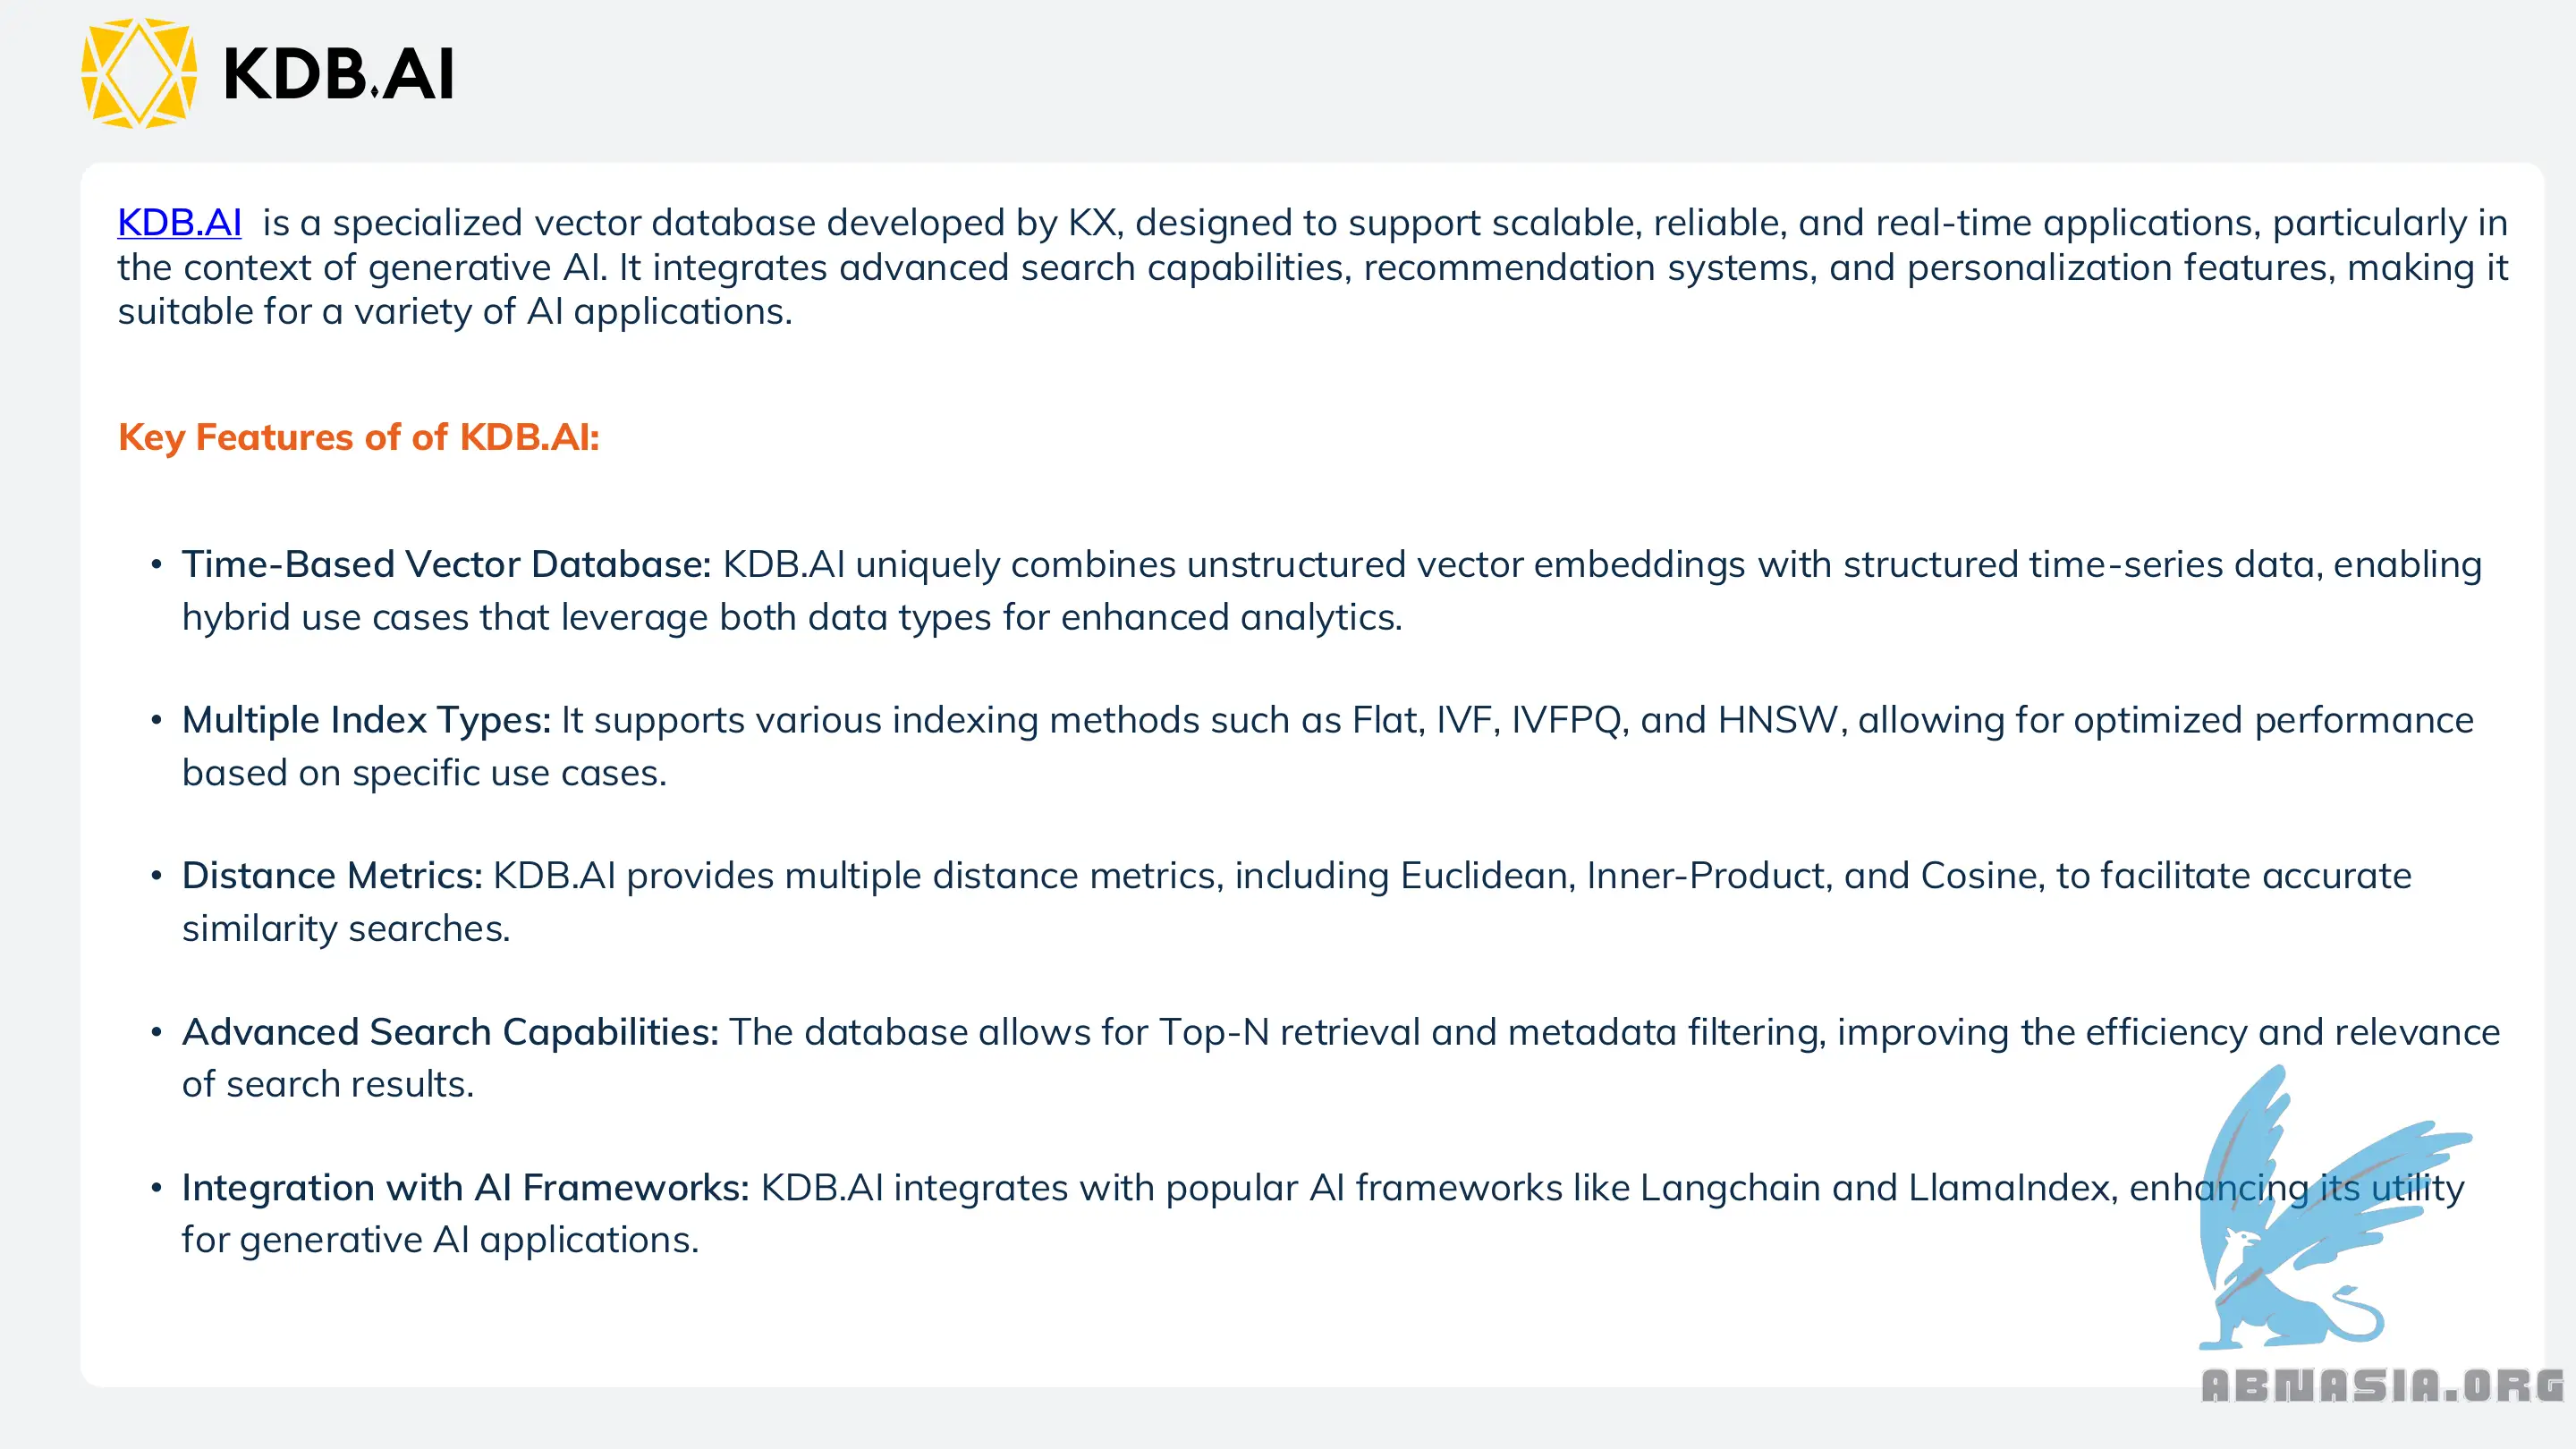 KDB.AI
KDB.AI is a specialized vector database developed by KX, designed to support scalable, reliable, and real-time applications, particularly in
the context of generative AI. It integrates advanced search capabilities, recommendation systems, and personalization features, making it
suitable for a variety of AI applications.
Key Features of of KDB.AI:
• Time-Based Vector Database: KDB.AI uniquely combines unstructured vector embeddings with structured time-series data, enabling
hybrid use cases that leverage both data types for enhanced analytics.
• Multiple Index Types: It supports various indexing methods such as Flat, IVF, IVFPQ, and HNSW, allowing for optimized performance
based on specific use cases.
• Distance Metrics: KDB.AI provides multiple distance metrics, including Euclidean, Inner-Product, and Cosine, to facilitate accurate
similarity searches.
• Advanced Search Capabilities: The database allows for Top-N retrieval and metadata filtering, improving the efficiency and relevance
of search results.
• Integration with AI Frameworks: KDB.AI integrates with popular AI frameworks like Langchain and LlamaIndex, enhancing its utility
for generative AI applications.
ABNASIA.ORG